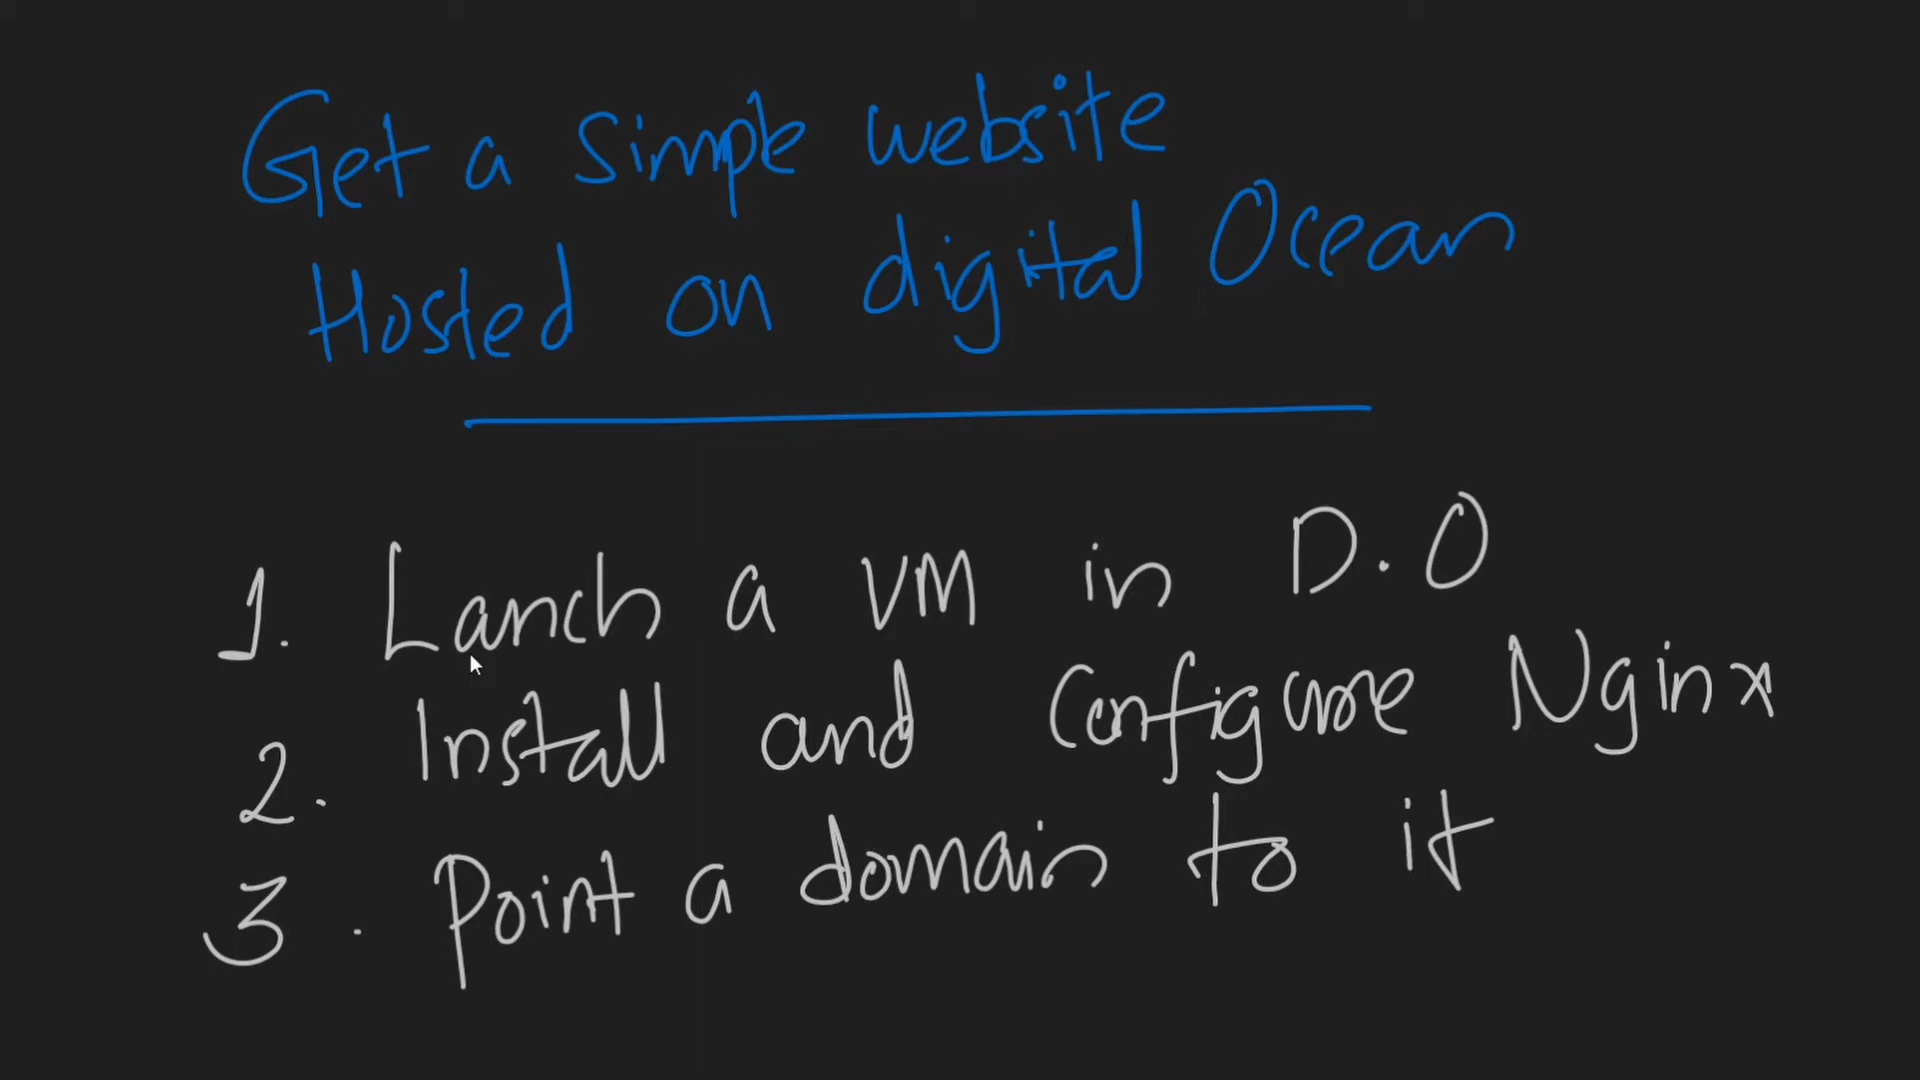 Get a simple website
Hosted on digital Ocean
1. Lanch a VM in D.O
2. Install and Configure Nginx
3. Point a domain to it